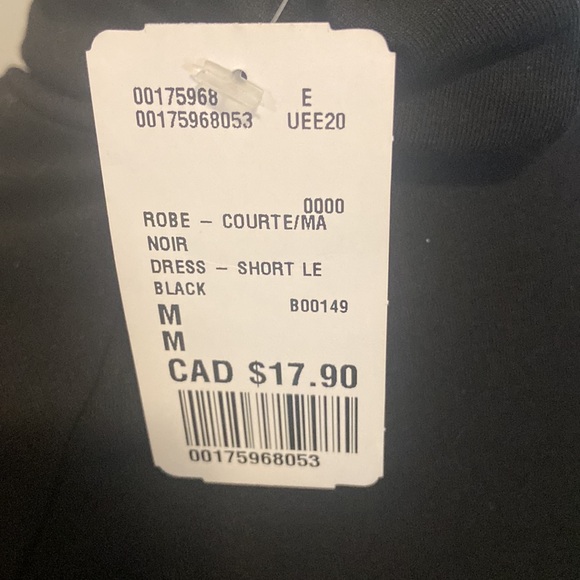 00175968 E
00175968053 UEE20
0000
ROBE – COURTE/MA
NOIR
DRESS – SHORT LE
BLACK
B00149
M
M
CAD $17.90
00175968053